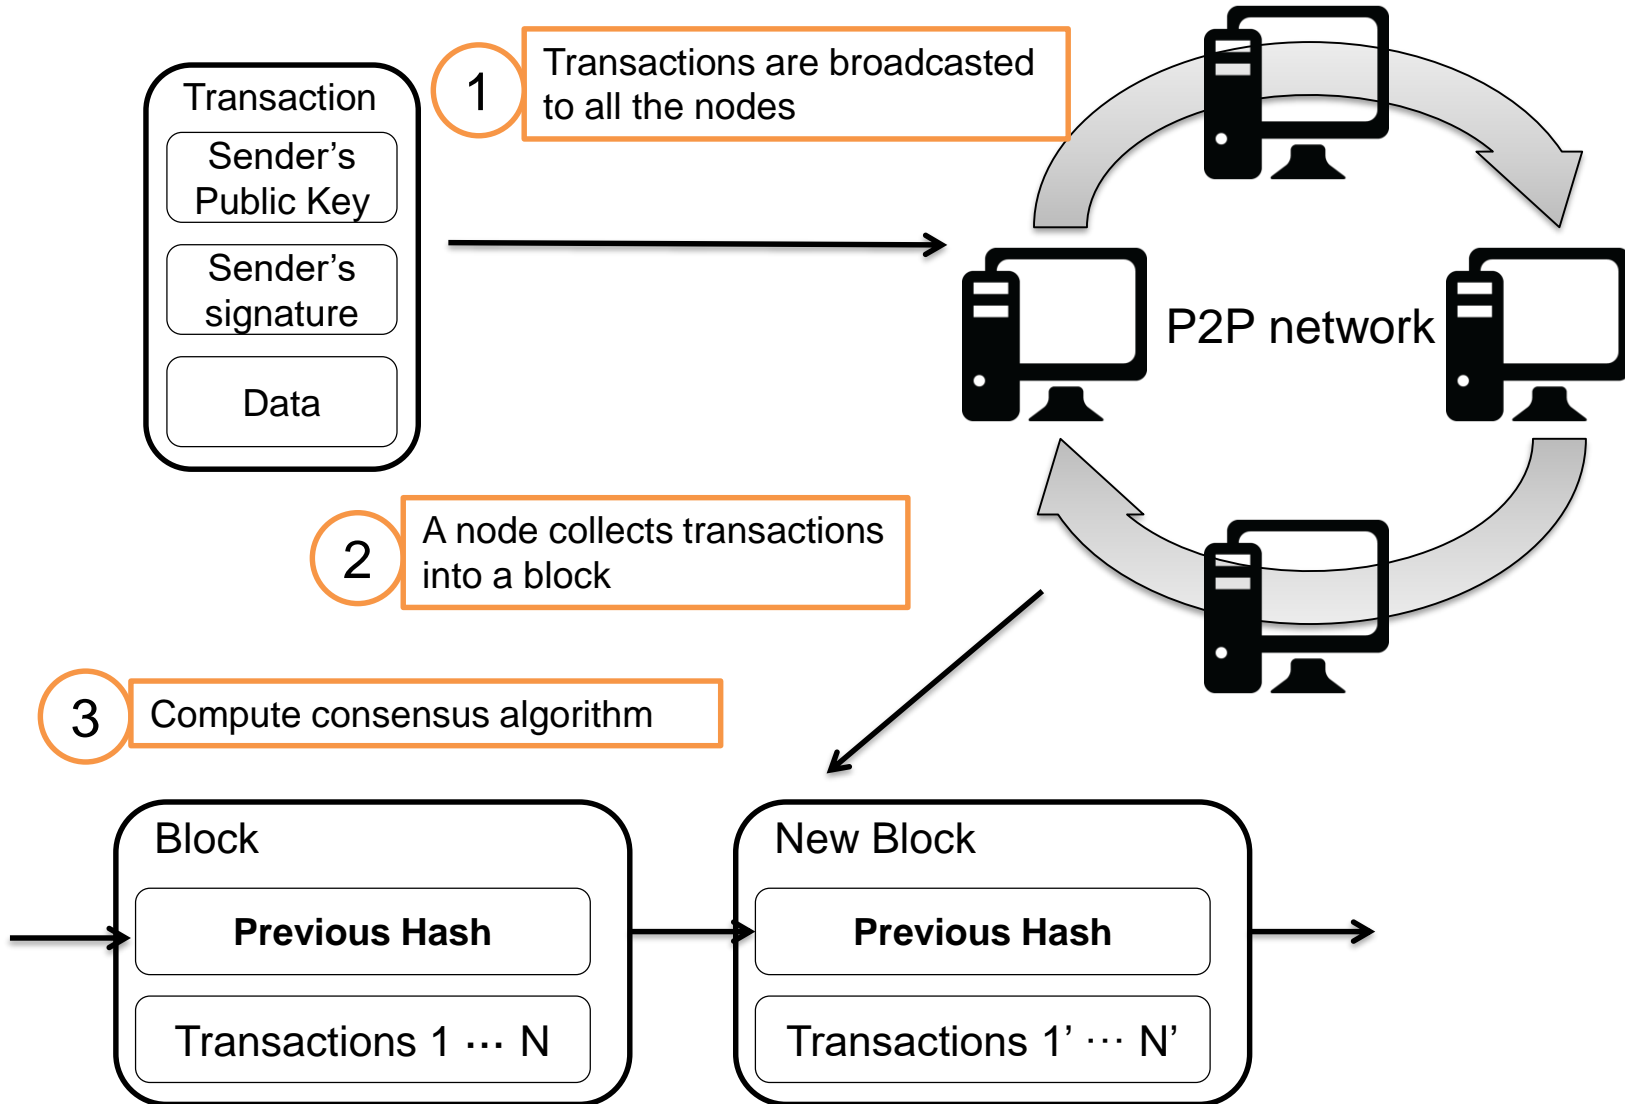 Transaction
Sender’s
Public Key
Sender’s
signature
Data
1
Transactions are broadcasted
to all the nodes
P2P network
2
A node collects transactions
into a block
3
Compute consensus algorithm
Block
Previous Hash
Transactions 1 ⋯ N
New Block
Previous Hash
Transactions 1’ ⋯ N’